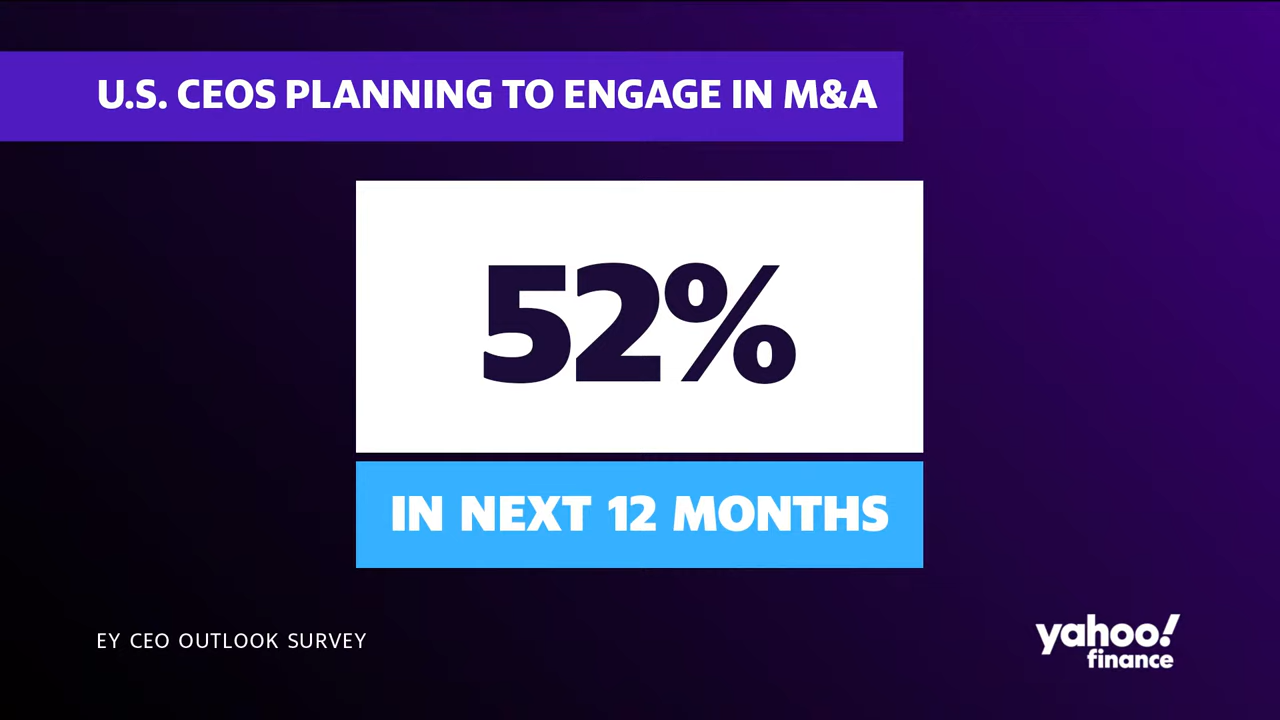 U.S. CEOS PLANNING TO ENGAGE IN M&A
52%
IN NEXT 12 MONTHS
EY CEO OUTLOOK SURVEY
yahoo!
finance